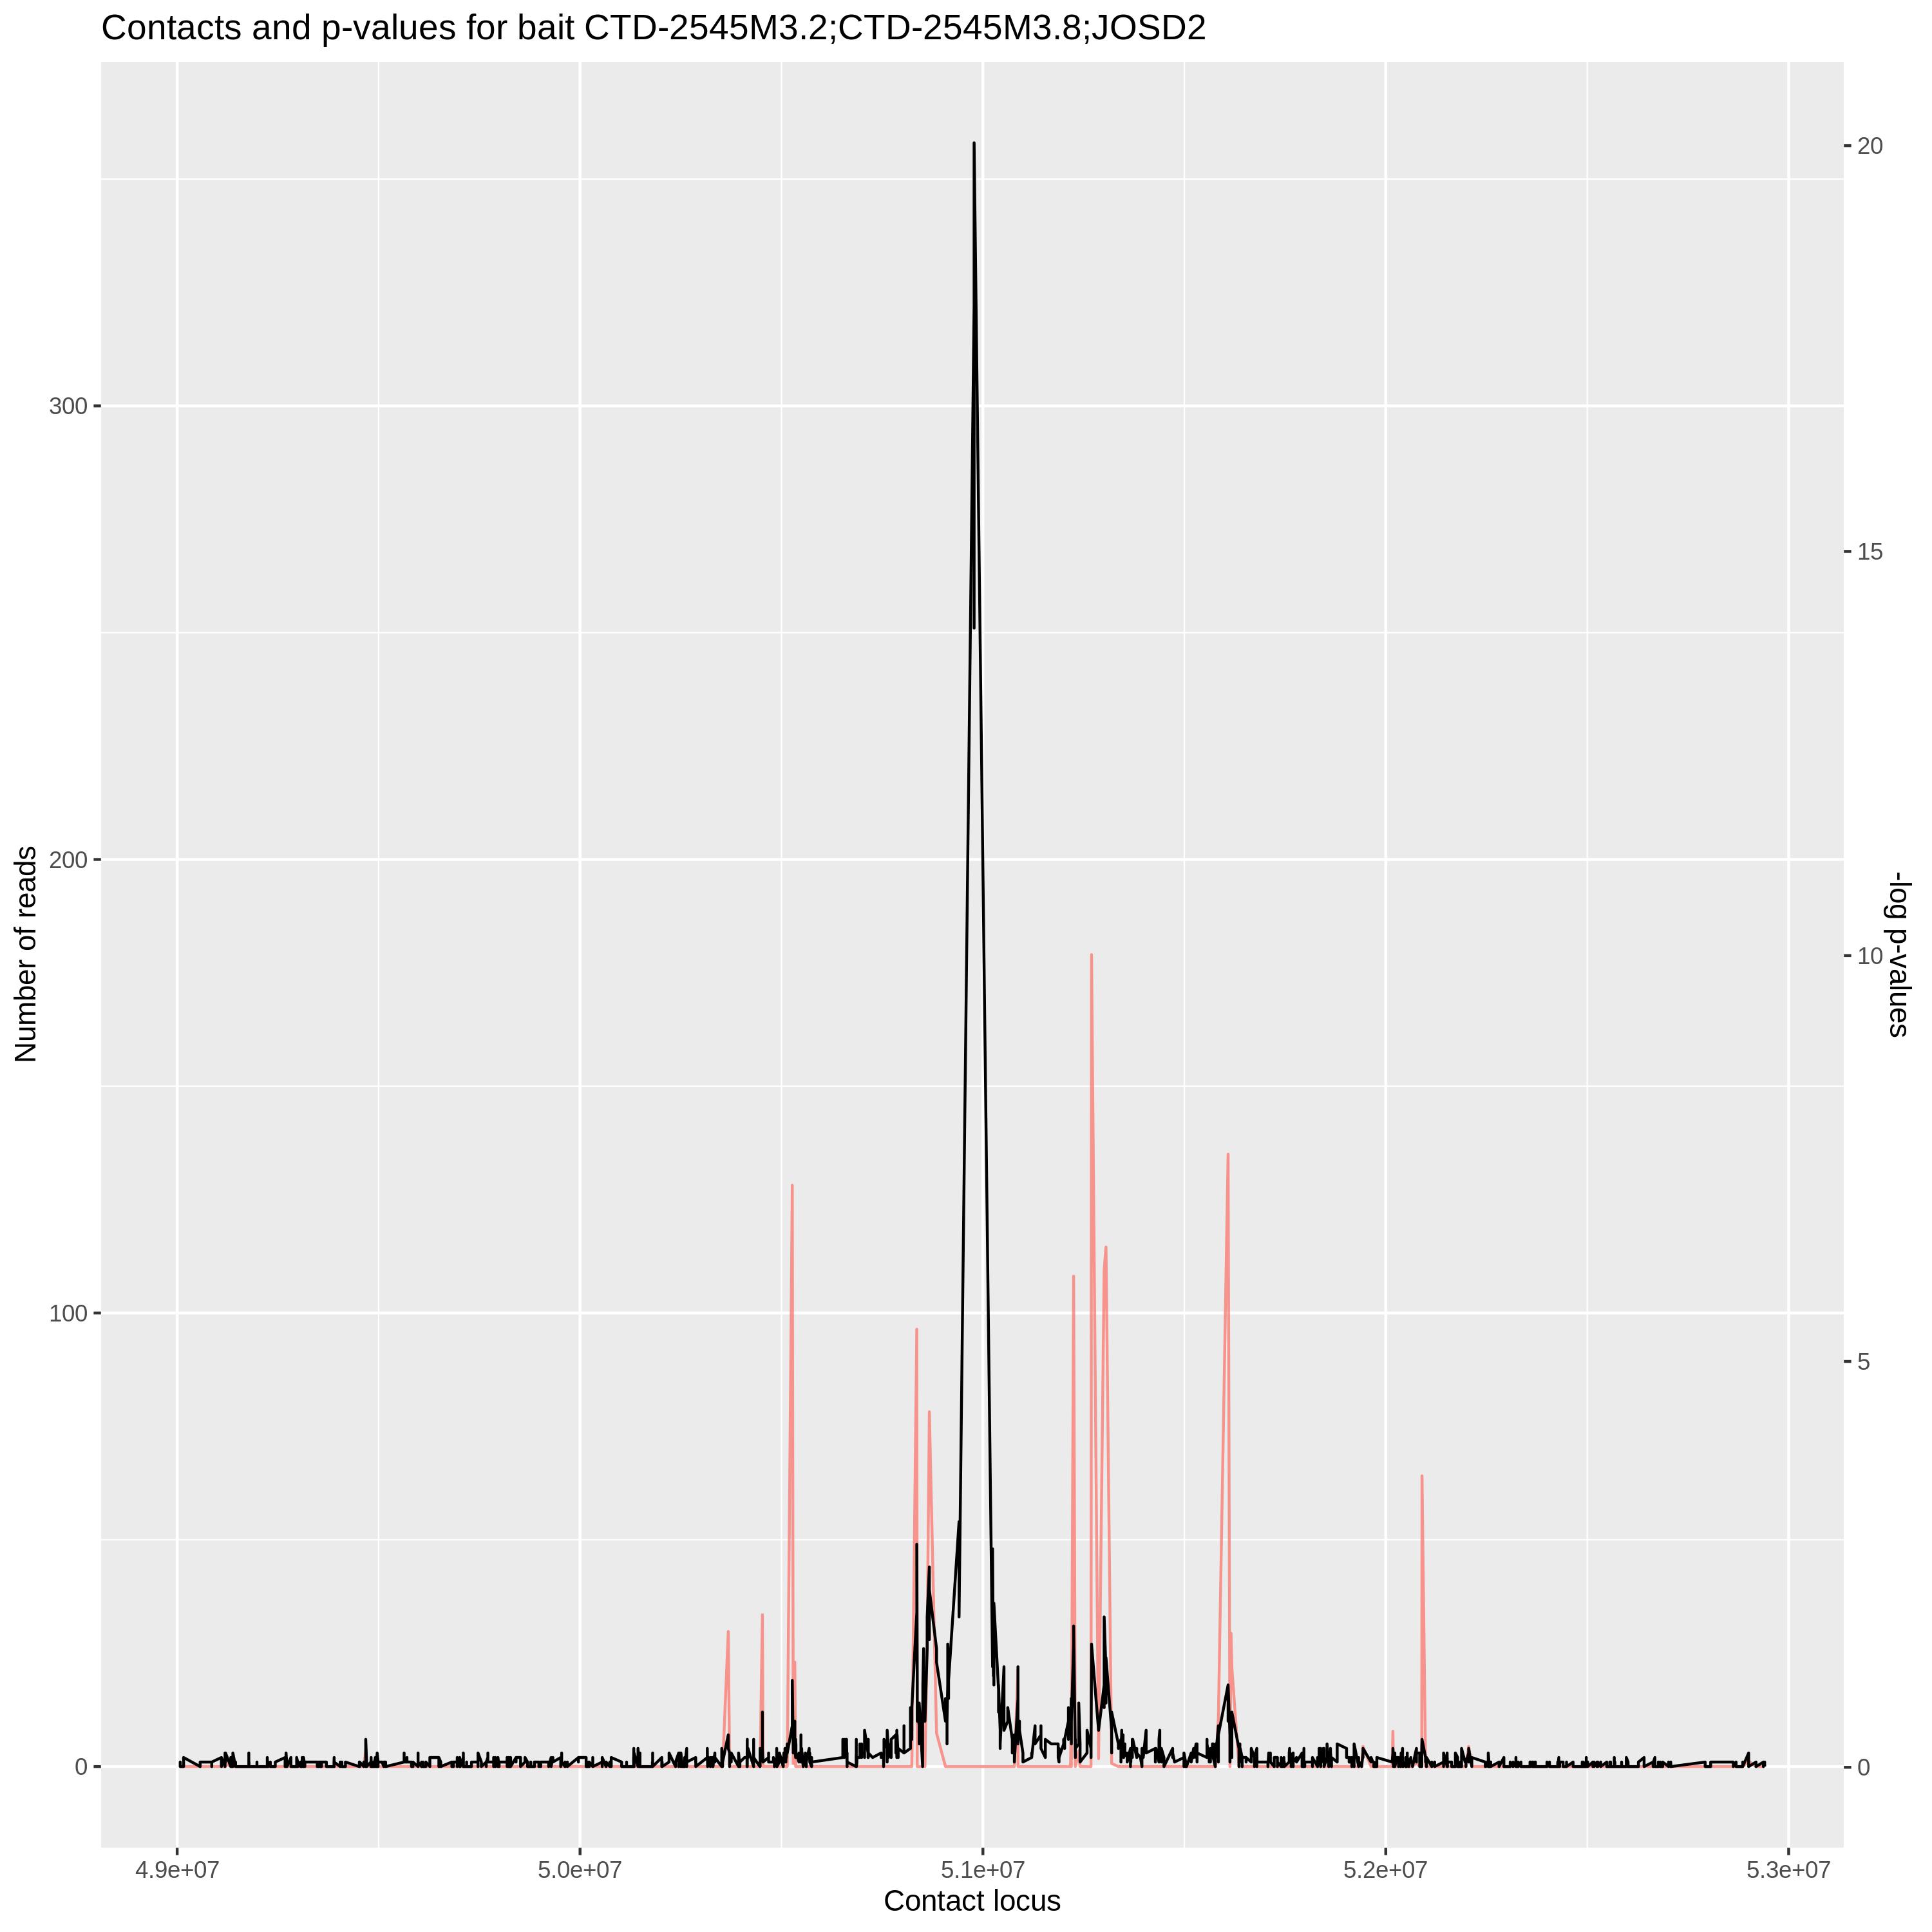 Contacts and p-values for bait CTD-2545M3.2;CTD-2545M3.8;JOSD2
Number of reads
300
200
100
0
20
15
10
5
0
-log p-values
4.9e+07 5.0e+07 5.1e+07 5.2e+07 5.3e+07
Contact locus